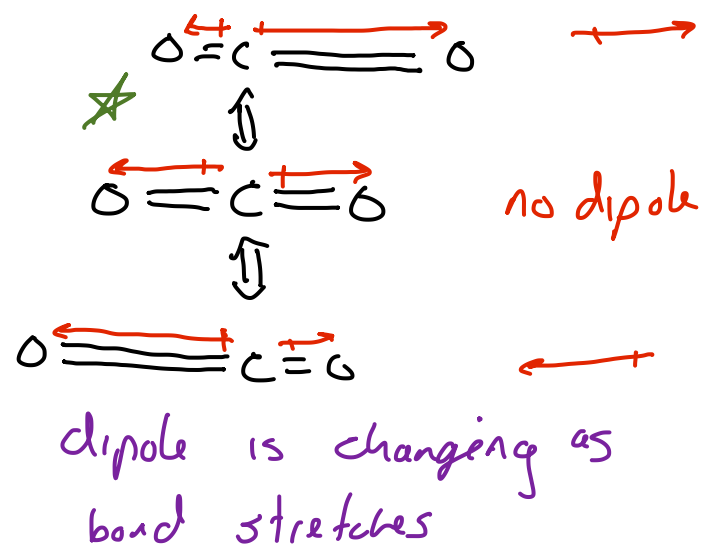 O = C = O
O = C = O no dipole
O = C = O
dipole is changing as
bond stretches